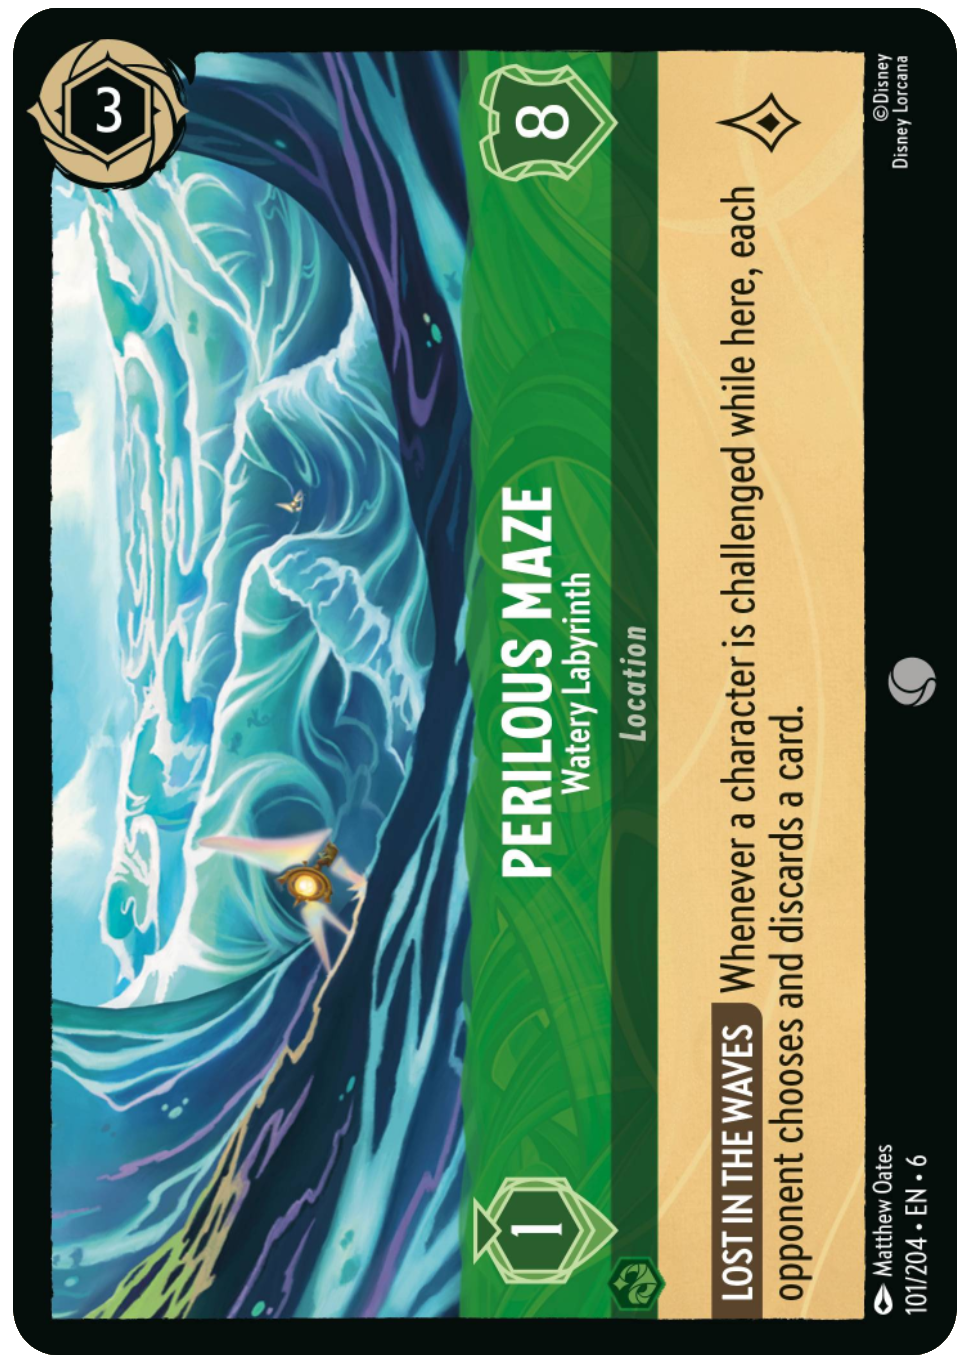 3
1
PERILOUS MAZE
Watery Labyrinth
8
Location
LOST IN THE WAVES Whenever a character is challenged while here, each
opponent chooses and discards a card.
Matthew Oates
101/204 • EN • 6
©Disney
Disney Lorcana